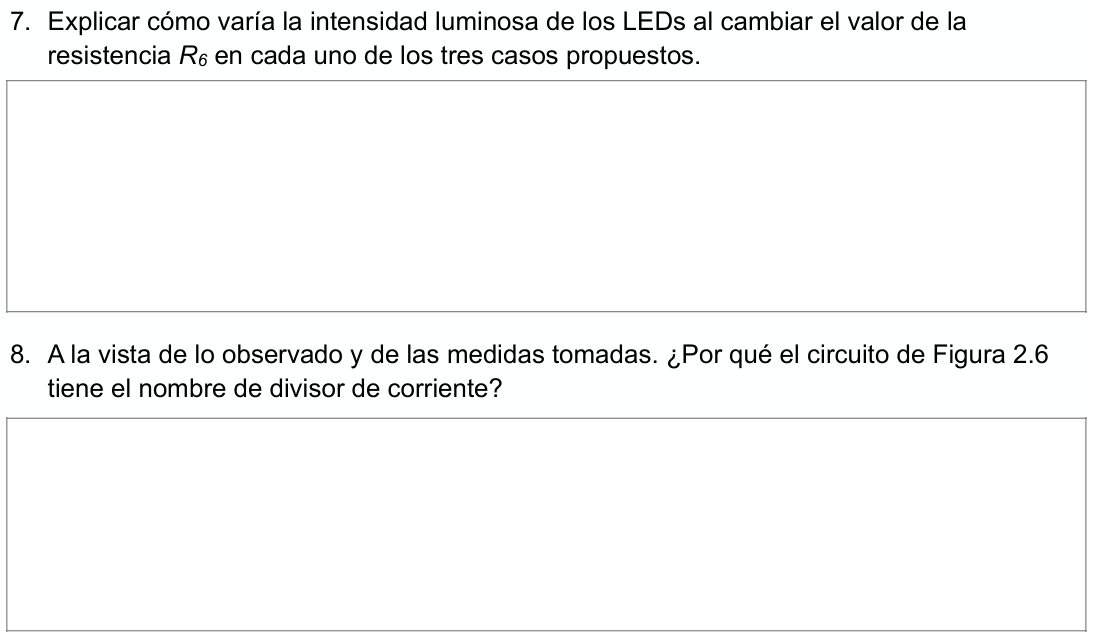 7. Explicar cómo varía la intensidad luminosa de los LEDs al cambiar el valor de la
resistencia R6 en cada uno de los tres casos propuestos.
8. A la vista de lo observado y de las medidas tomadas. ¿Por qué el circuito de Figura 2.6
tiene el nombre de divisor de corriente?